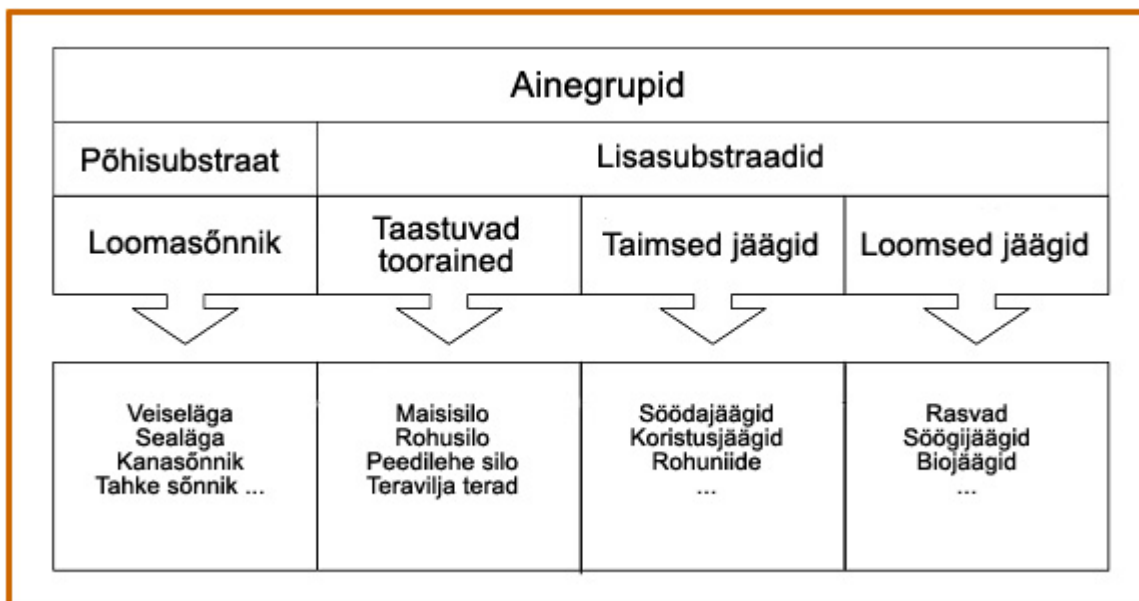 Ainegrupid
Põhisubstraat
Lisasubstraadid
Loomasõnnik
Taastuvad
toorained
Taimsed jäägid
Loomsed jäägid
Veiseläga
Sealäga
Kanasõnnik
Tahke sõnnik ...
Maisisilo
Rohusilo
Peedilehe silo
Teravilja terad
Söödajäägid
Koristusjäägid
Rohuniide
...
Rasvad
Söögijäägid
Biojäägid
...